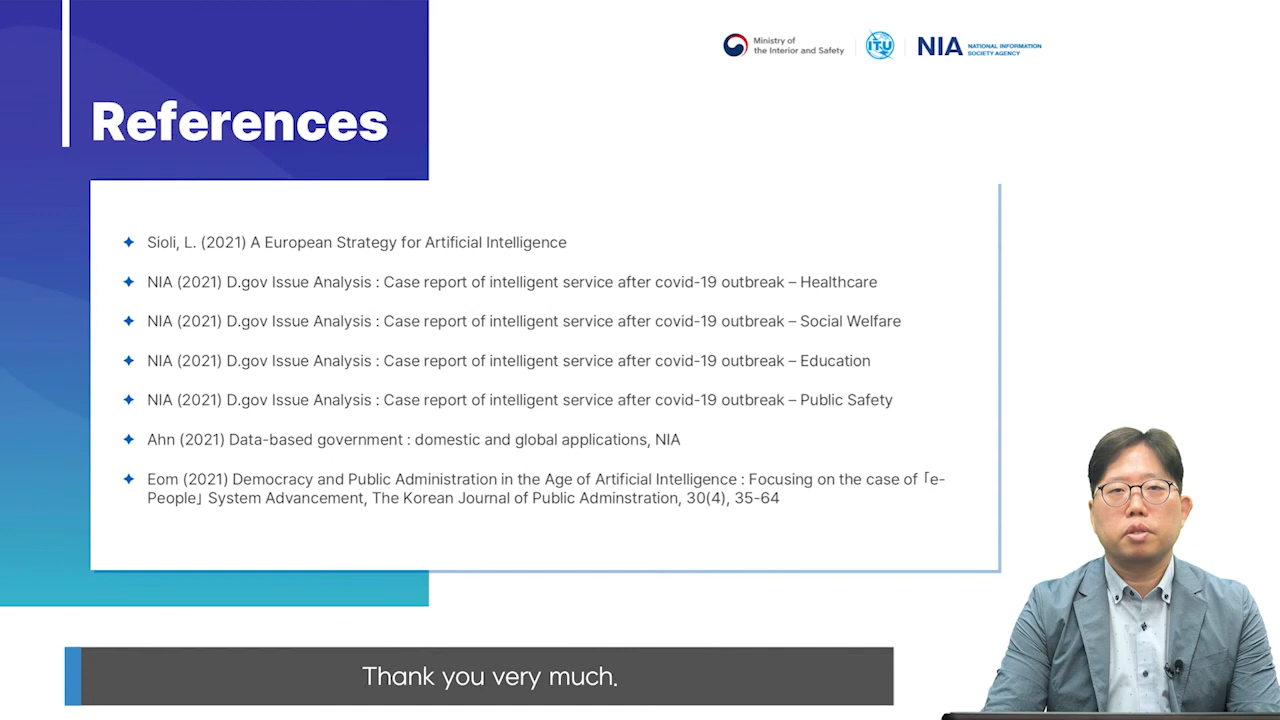 Ministry of
the Interior and Safety
ITU
NIA NATIONAL INFORMATION
SOCIETY AGENCY
References
Sioli, L. (2021) A European Strategy for Artificial Intelligence
NIA (2021) D.gov Issue Analysis : Case report of intelligent service after covid-19 outbreak – Healthcare
NIA (2021) D.gov Issue Analysis : Case report of intelligent service after covid-19 outbreak – Social Welfare
NIA (2021) D.gov Issue Analysis : Case report of intelligent service after covid-19 outbreak – Education
NIA (2021) D.gov Issue Analysis : Case report of intelligent service after covid-19 outbreak – Public Safety
Ahn (2021) Data-based government : domestic and global applications, NIA
Eom (2021) Democracy and Public Administration in the Age of Artificial Intelligence : Focusing on the case of 「e-
People」 System Advancement, The Korean Journal of Public Adminstration, 30(4), 35-64
Thank you very much.